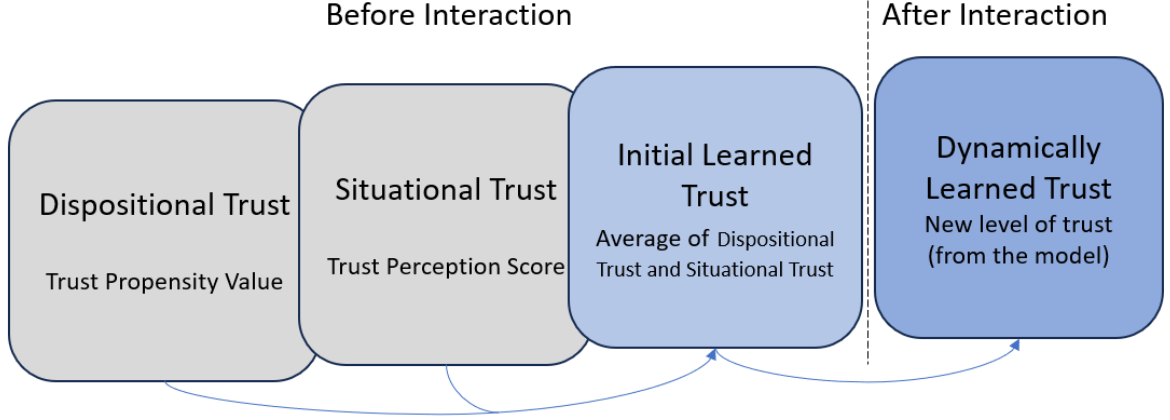 Before Interaction
After Interaction
Dispositional Trust
Trust Propensity Value
Situational Trust
Trust Perception Score
Initial Learned
Trust
Average of Dispositional
Trust and Situational Trust
Dynamically
Learned Trust
New level of trust
(from the model)